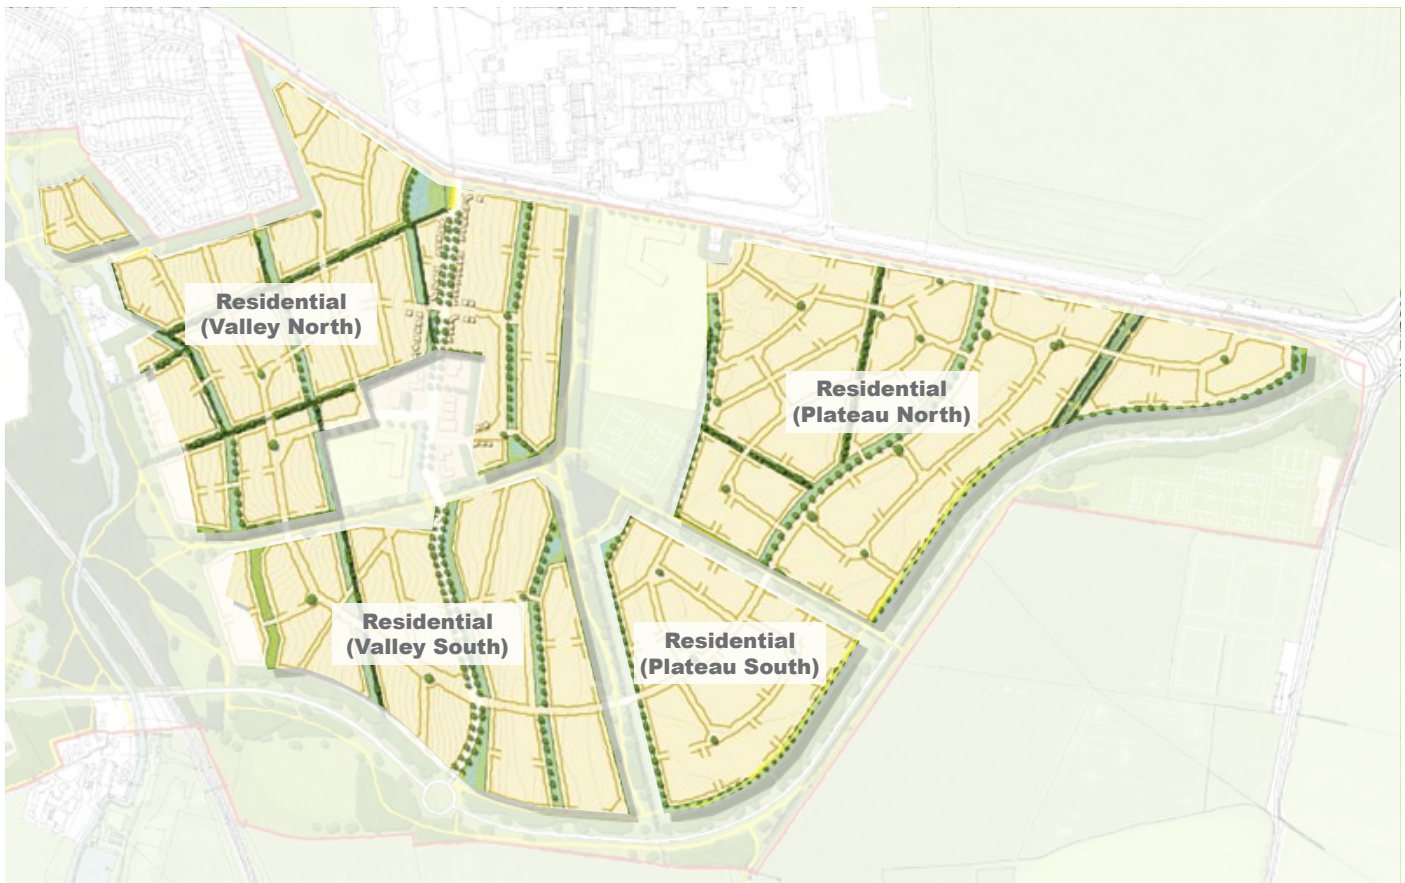 Residential
(Valley North)
Residential
(Plateau North)
Residential
(Valley South)
Residential
(Plateau South)